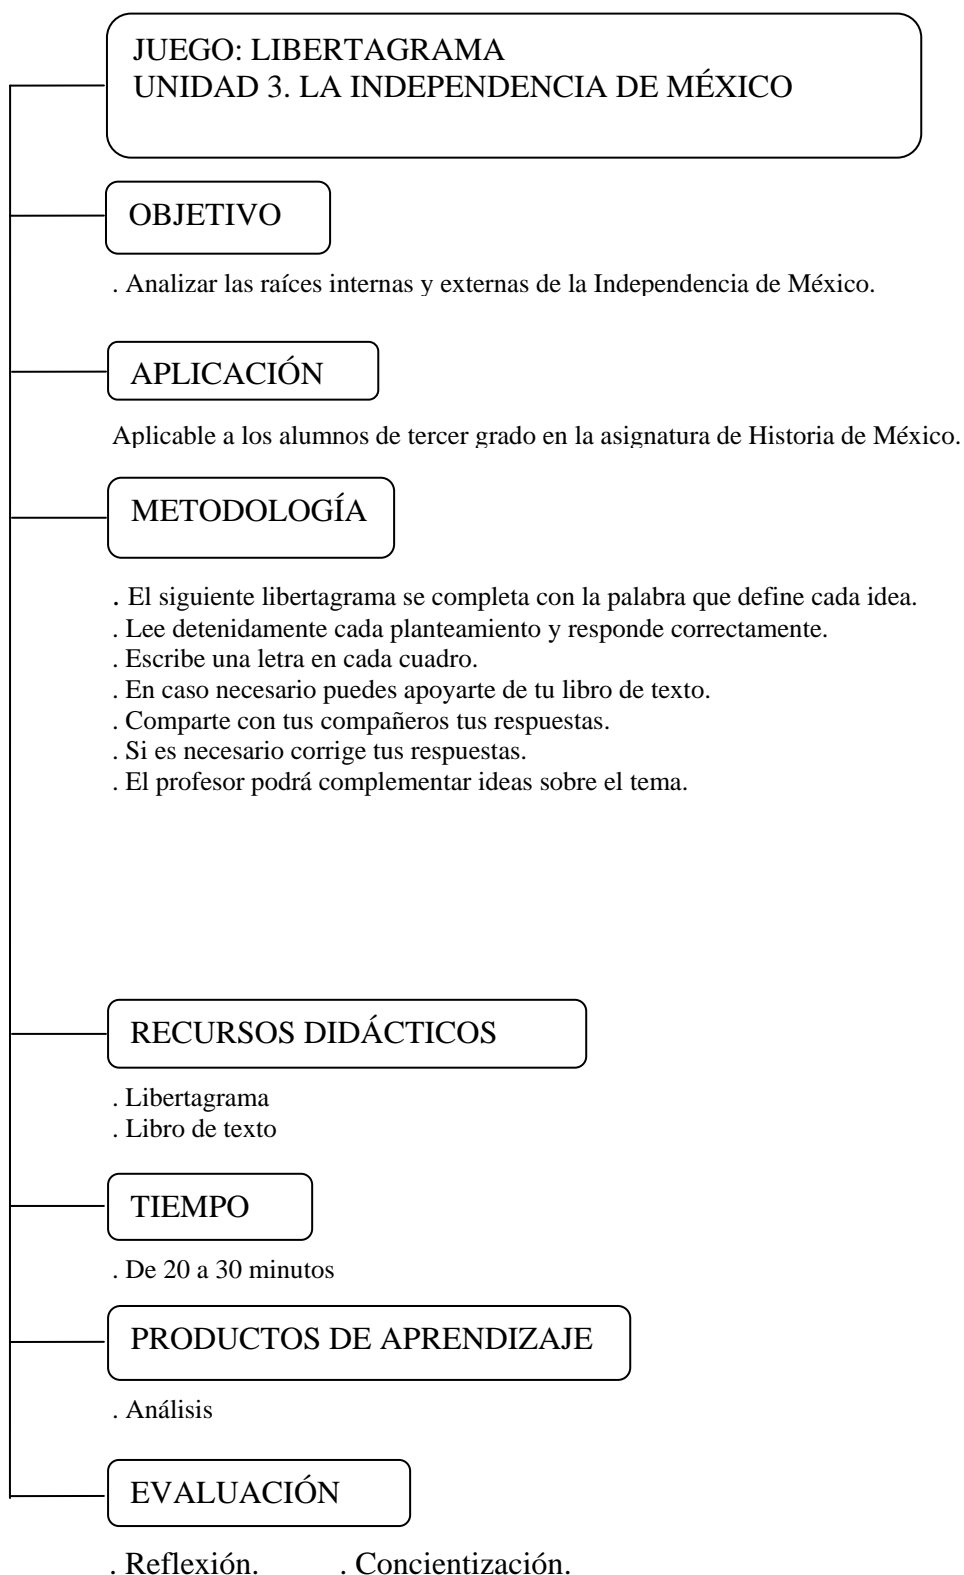 JUEGO: LIBERTAGRAMA
UNIDAD 3. LA INDEPENDENCIA DE MÉXICO
OBJETIVO
. Analizar las raíces internas y externas de la Independencia de México.
APLICACIÓN
Aplicable a los alumnos de tercer grado en la asignatura de Historia de México.
METODOLOGÍA
. El siguiente libertagrama se completa con la palabra que define cada idea.
. Lee detenidamente cada planteamiento y responde correctamente.
. Escribe una letra en cada cuadro.
. En caso necesario puedes apoyarte de tu libro de texto.
. Comparte con tus compañeros tus respuestas.
. Si es necesario corrige tus respuestas.
. El profesor podrá complementar ideas sobre el tema.
RECURSOS DIDÁCTICOS
. Libertagrama
. Libro de texto
TIEMPO
. De 20 a 30 minutos
PRODUCTOS DE APRENDIZAJE
. Análisis
EVALUACIÓN
. Reflexión. . Concientización.